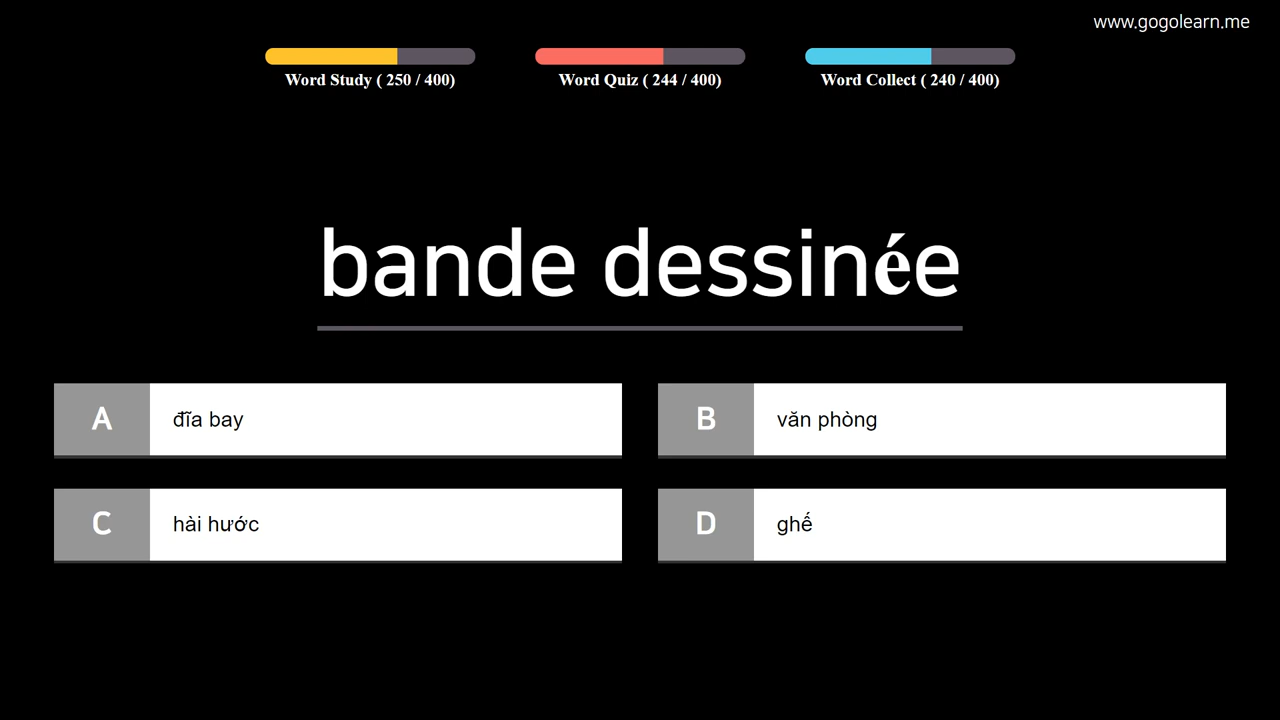 www.gogolearn.me
Word Study ( 250 / 400)
Word Quiz ( 244 / 400)
Word Collect ( 240 / 400)
bande dessinée
A đĩa bay
B văn phòng
C hài hước
D ghế